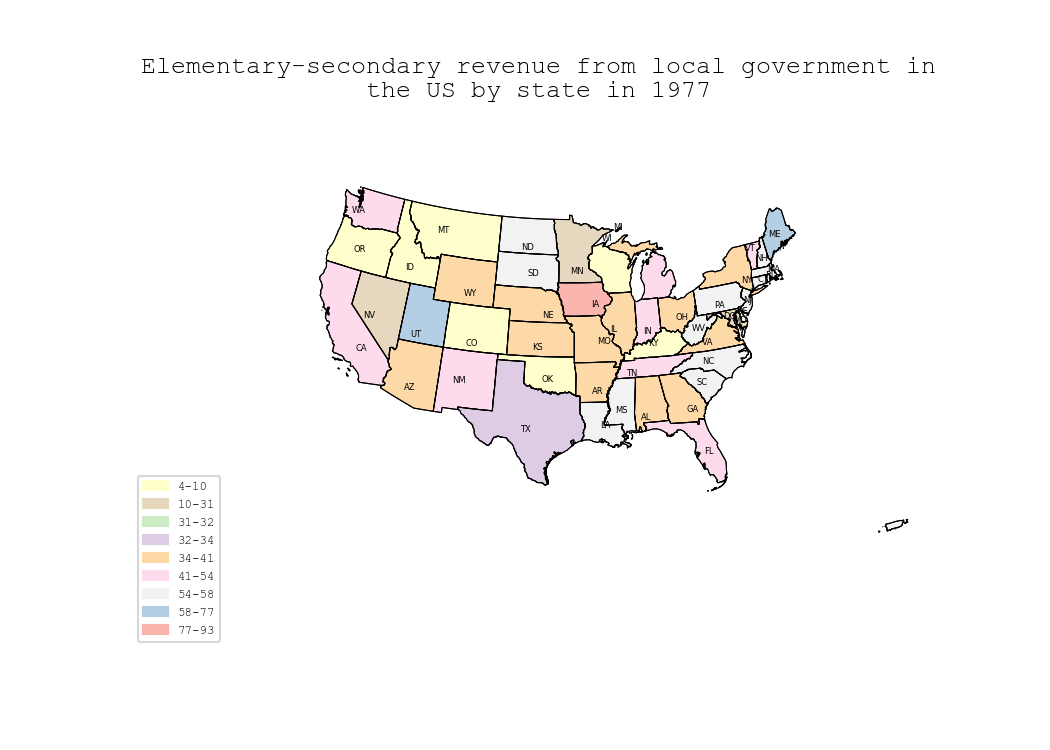 Elementary-secondary revenue from local government in
the US by state in 1977
WA
MT
OR
ID
ND
SD
MN
WI
MI
WY
NV
UT
CO
CA
AZ
NM
NE
KS
OK
TX
IA
MO
AR
LA
IL
IN
OH
KY
TN
MS
AL
GA
FL
SC
NC
VA
WV
PA
NY
VT
NH
ME
4-10
10-31
31-32
32-34
34-41
41-54
54-58
58-77
77-93